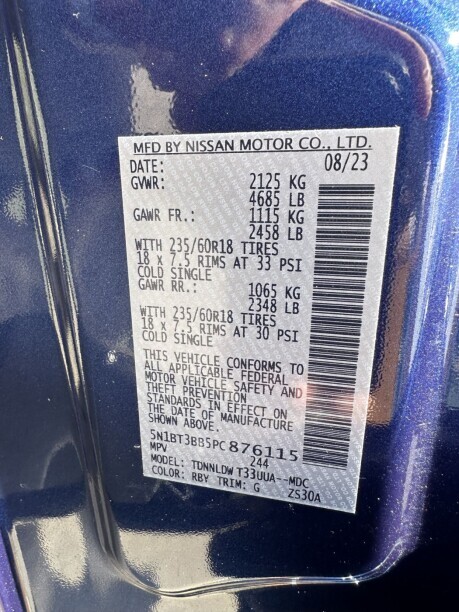 MFD BY NISSAN MOTOR CO., LTD.
DATE: 08/23
GVWR: 2125 KG
4685 LB
GAWR FR.: 1115 KG
2458 LB
WITH 235/60R18 TIRES
18 x 7.5 RIMS AT 33 PSI
COLD SINGLE
GAWR RR.: 1065 KG
2348 LB
WITH 235/60R18 TIRES
18 x 7.5 RIMS AT 30 PSI
COLD SINGLE
THIS VEHICLE CONFORMS TO
ALL APPLICABLE FEDERAL
MOTOR VEHICLE SAFETY AND
THEFT PREVENTION
STANDARDS IN EFFECT ON
THE DATE OF MANUFACTURE
SHOWN ABOVE.
5N1BT3BB5PC876115
MPV 244
MODEL: TDNNLDW T33UUA--MDC
COLOR: RBY TRIM: G ZS30A